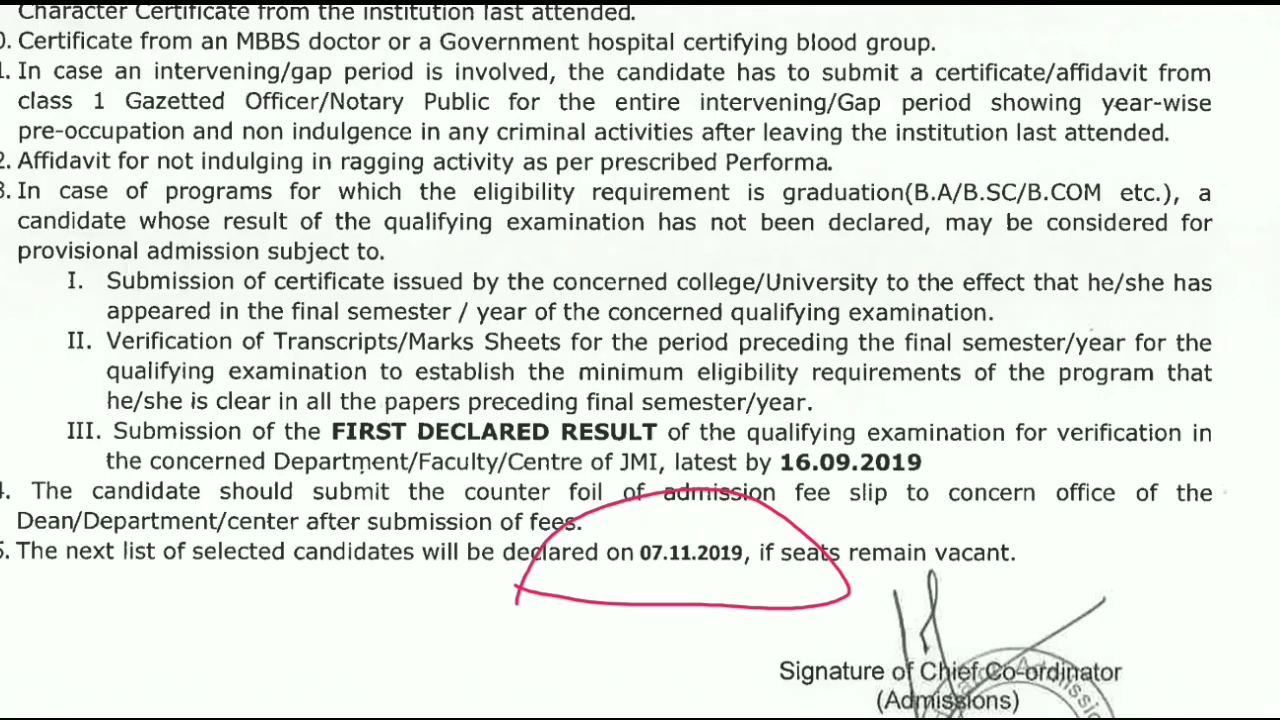 Character Certificate from the institution last attended.
0. Certificate from an MBBS doctor or a Government hospital certifying blood group.
1. In case an intervening/gap period is involved, the candidate has to submit a certificate/affidavit from
class 1 Gazetted Officer/Notary Public for the entire intervening/Gap period showing year-wise
pre-occupation and non indulgence in any criminal activities after leaving the institution last attended.
2. Affidavit for not indulging in ragging activity as per prescribed Performa.
3. In case of programs for which the eligibility requirement is graduation(B.A/B.SC/B.COM etc.), a
candidate whose result of the qualifying examination has not been declared, may be considered for
provisional admission subject to.
I. Submission of certificate issued by the concerned college/University to the effect that he/she has
appeared in the final semester / year of the concerned qualifying examination.
II. Verification of Transcripts/Marks Sheets for the period preceding the final semester/year for the
qualifying examination to establish the minimum eligibility requirements of the program that
he/she is clear in all the papers preceding final semester/year.
III. Submission of the FIRST DECLARED RESULT of the qualifying examination for verification in
the concerned Department/Faculty/Centre of JMI, latest by 16.09.2019
4. The candidate should submit the counter foil of admission fee slip to concern office of the
Dean/Department/center after submission of fees.
5. The next list of selected candidates will be declared on 07.11.2019, if seats remain vacant.
Signature of Chief Co-ordinator
(Admissions)